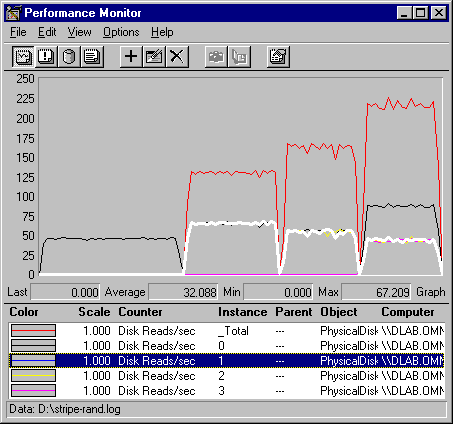 Performance Monitor
File Edit View Options Help
250
225
200
175
150
125
100
75
50
25
0
Last 0.000 Average 32.088 Min 0.000 Max 67.209 Graph
Color Scale Counter Instance Parent Object Computer
1.000 Disk Reads/sec _Total --- PhysicalDisk \\DLAB.OMN
1.000 Disk Reads/sec 0 --- PhysicalDisk \\DLAB.OMN
1.000 Disk Reads/sec 1 --- PhysicalDisk \\DLAB.OMN
1.000 Disk Reads/sec 2 --- PhysicalDisk \\DLAB.OMN
1.000 Disk Reads/sec 3 --- PhysicalDisk \\DLAB.OMN
Data: D:\stripe-rand.log